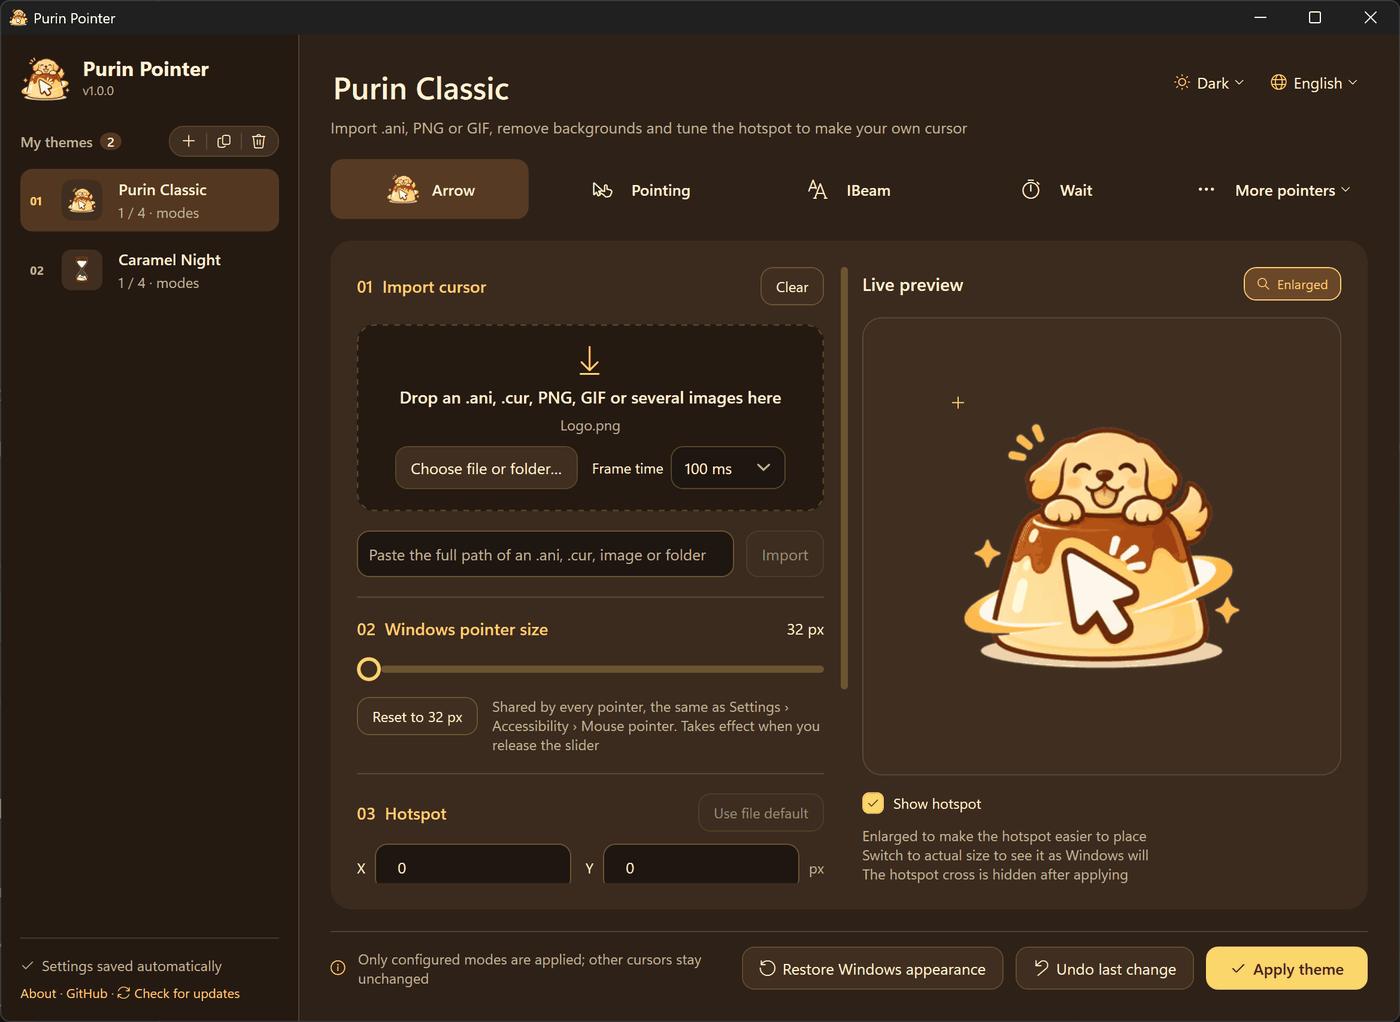 Purin Pointer
Purin Pointer
v1.0.0
My themes 2
01
Purin Classic
1 / 4 · modes
02
Caramel Night
1 / 4 · modes
✓ Settings saved automatically
About · GitHub · Check for updates
Purin Classic
Dark
English
Import .ani, PNG or GIF, remove backgrounds and tune the hotspot to make your own cursor
Arrow
Pointing
IBeam
Wait
More pointers
01 Import cursor
Clear
Drop an .ani, .cur, PNG, GIF or several images here
Logo.png
Choose file or folder...
Frame time
100 ms
Paste the full path of an .ani, .cur, image or folder
Import
02 Windows pointer size
32 px
Reset to 32 px
Shared by every pointer, the same as Settings ›
Accessibility › Mouse pointer. Takes effect when you
release the slider
03 Hotspot
Use file default
X 0
Y 0
px
Live preview
Enlarged
Show hotspot
Enlarged to make the hotspot easier to place
Switch to actual size to see it as Windows will
The hotspot cross is hidden after applying
Only configured modes are applied; other cursors stay
unchanged
Restore Windows appearance
Undo last change
Apply theme